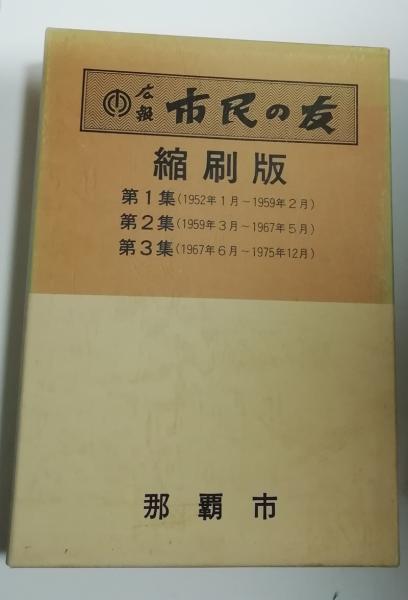 広報 市民の友
縮刷版
第1集(1952年1月~1959年2月)
第2集(1959年3月~1967年5月)
第3集(1967年6月~1975年12月)
那覇市